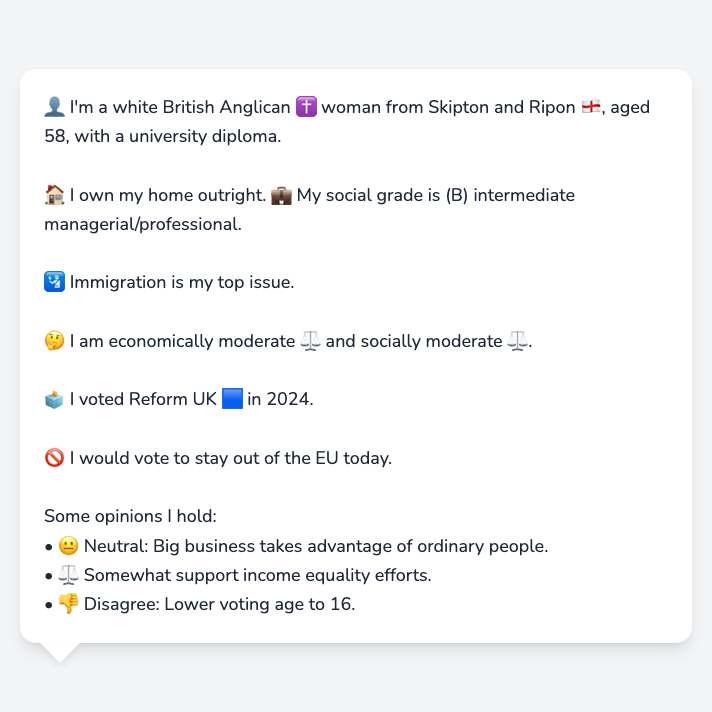 👤 I'm a white British Anglican ✝️ woman from Skipton and Ripon 🏴󠁧󠁢󠁥󠁮󠁧󠁿, aged
58, with a university diploma.
🏠 I own my home outright. 💼 My social grade is (B) intermediate
managerial/professional.
🛂 Immigration is my top issue.
🤔 I am economically moderate ⚖️ and socially moderate ⚖️.
🗳️ I voted Reform UK 🟦 in 2024.
🚫 I would vote to stay out of the EU today.
Some opinions I hold:
• 😐 Neutral: Big business takes advantage of ordinary people.
• ⚖️ Somewhat support income equality efforts.
• 👎 Disagree: Lower voting age to 16.